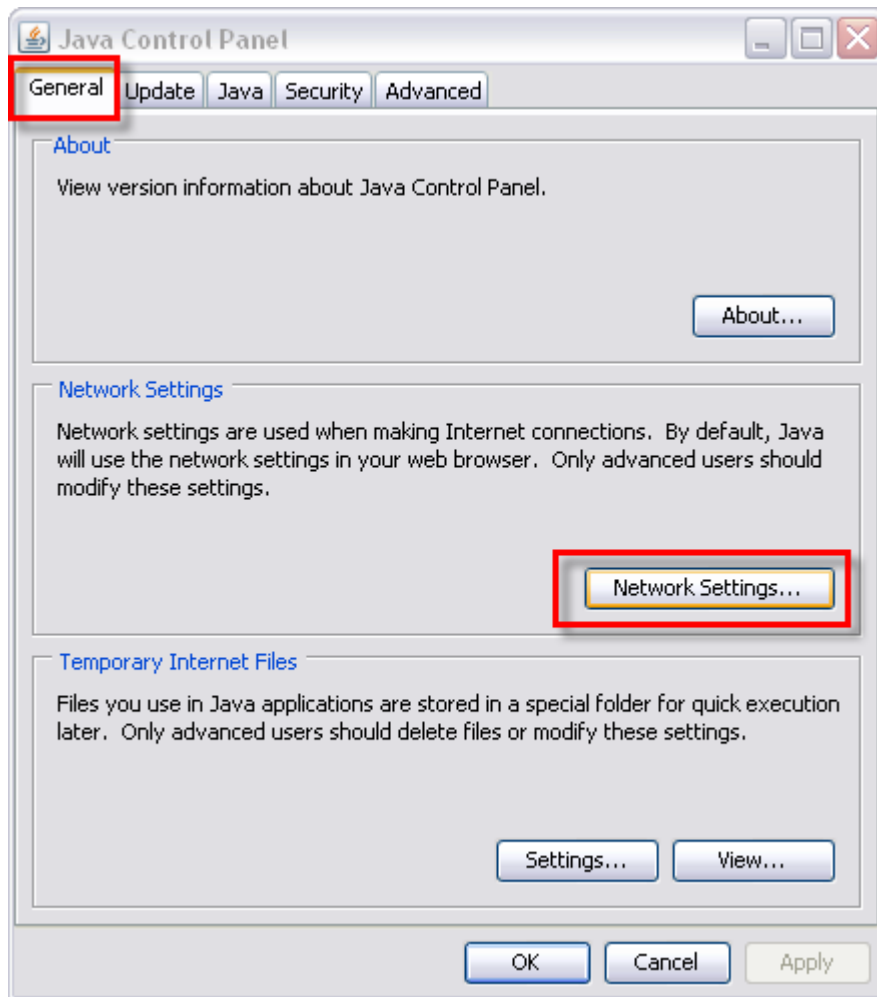 Java Control Panel
General Update Java Security Advanced
About
View version information about Java Control Panel.
About...
Network Settings
Network settings are used when making Internet connections. By default, Java
will use the network settings in your web browser. Only advanced users should
modify these settings.
Network Settings...
Temporary Internet Files
Files you use in Java applications are stored in a special folder for quick execution
later. Only advanced users should delete files or modify these settings.
Settings... View...
OK Cancel Apply